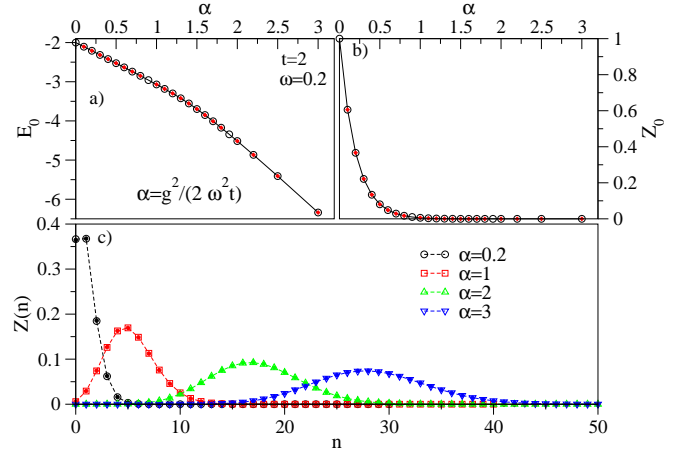 α α
0 0.5 1 1.5 2 2.5 3 0 0.5 1 1.5 2 2.5 3
-2 1
t=2 b)
ω=0.2
-3 0.8
a)
E0 -4 0.6 Z0
-5 0.4
α=g^2/(2 ω^2t) 0.2
-6 0
0.4 c)
α=0.2
0.3 α=1
Z(n) 0.2 α=2
α=3
0.1
0
0 10 20 30 40 50
n